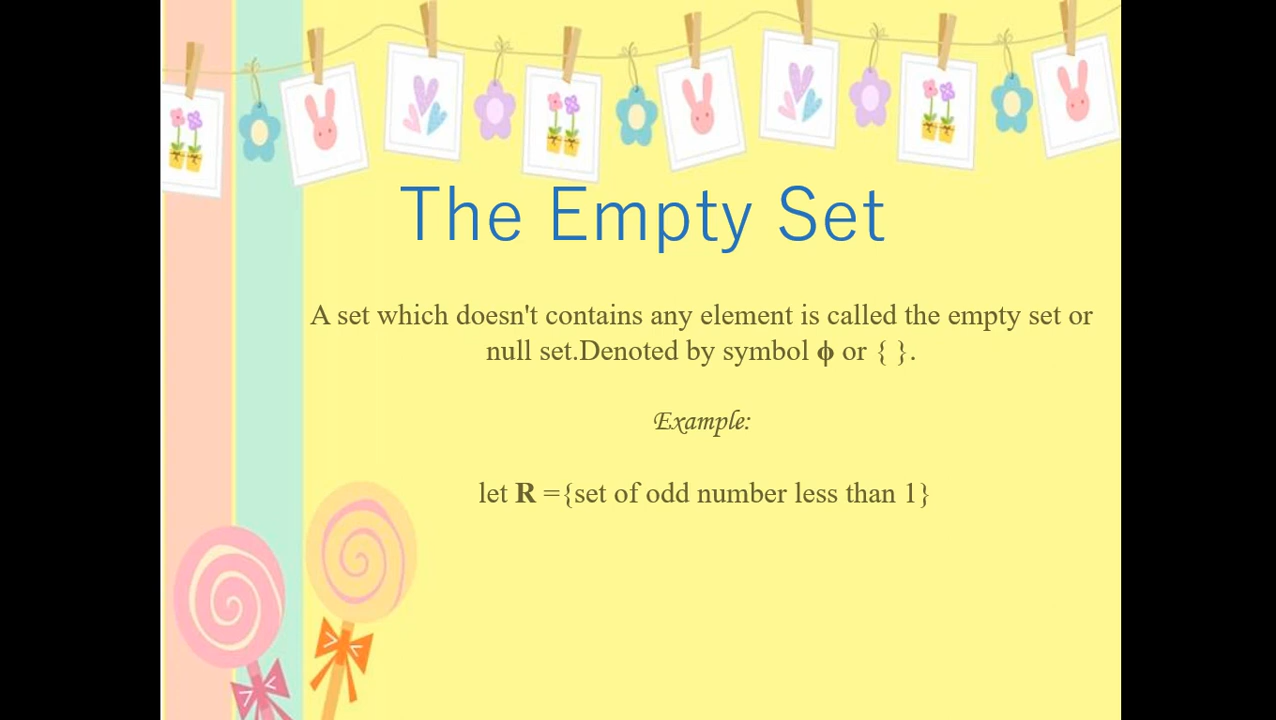 The Empty Set
A set which doesn't contains any element is called the empty set or
null set.Denoted by symbol ϕ or { }.
Example:
let R ={set of odd number less than 1}